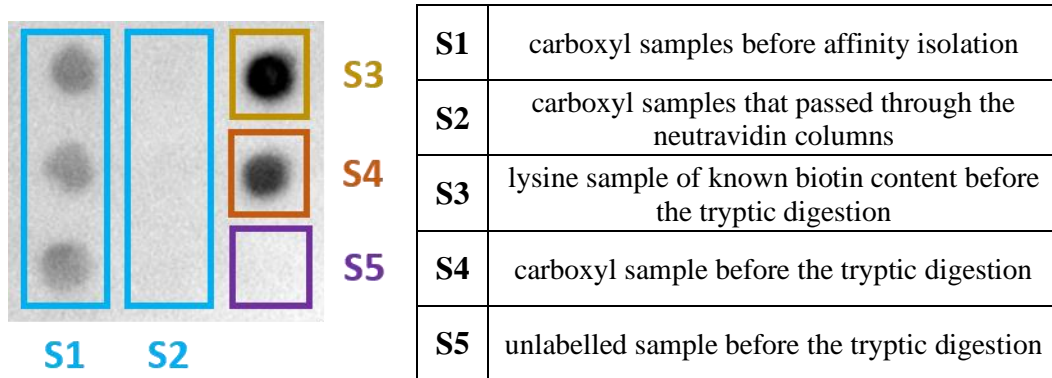 S3
S4
S5
S1 S2
S1 carboxyl samples before affinity isolation
S2 carboxyl samples that passed through the
neutravidin columns
S3 lysine sample of known biotin content before
the tryptic digestion
S4 carboxyl sample before the tryptic digestion
S5 unlabelled sample before the tryptic digestion